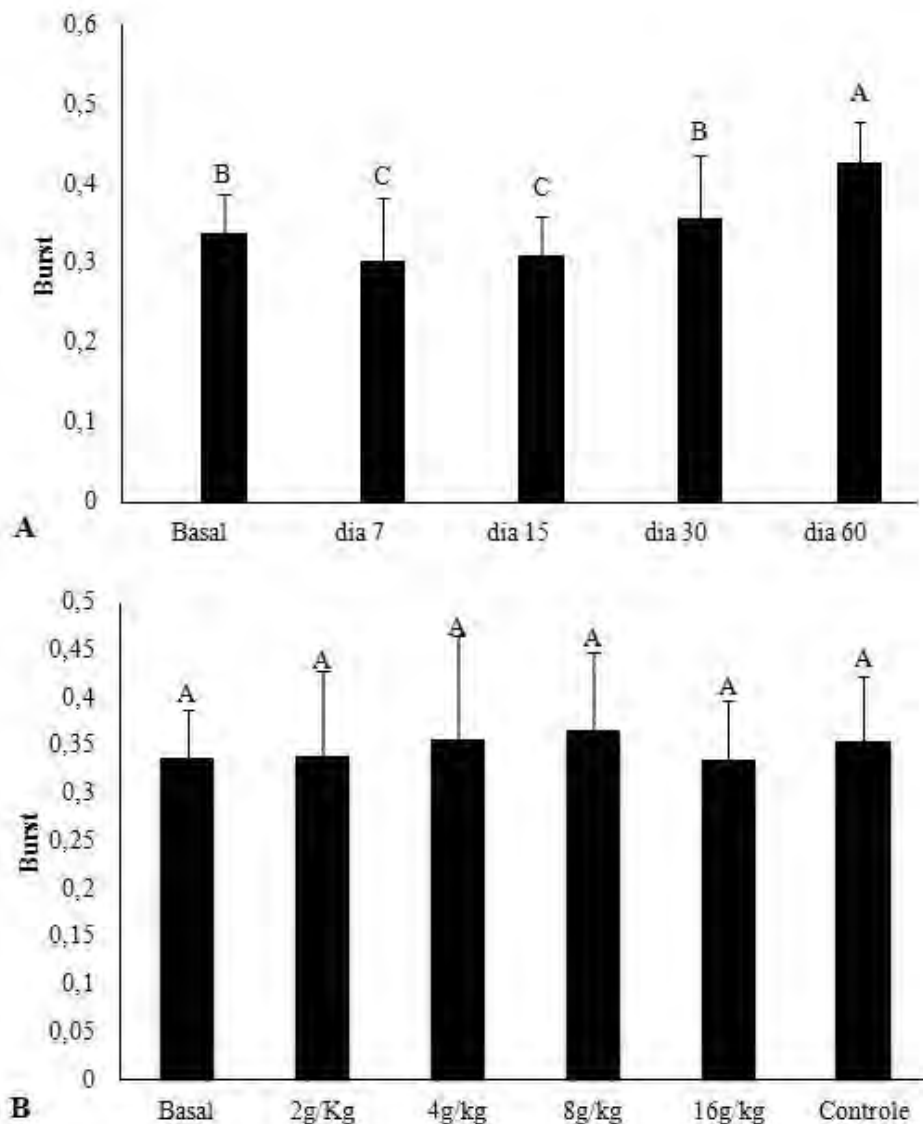 0,6
0,5
0,4
0,3
0,2
0,1
0
Burst
B
C
C
B
A
A
Basal
dia 7
dia 15
dia 30
dia 60
0,5
0,45
0,4
0,35
0,3
0,25
0,2
0,15
0,1
0,05
0
Burst
A
A
A
A
A
A
B
Basal
2g/Kg
4g/kg
8g/kg
16g/kg
Controle